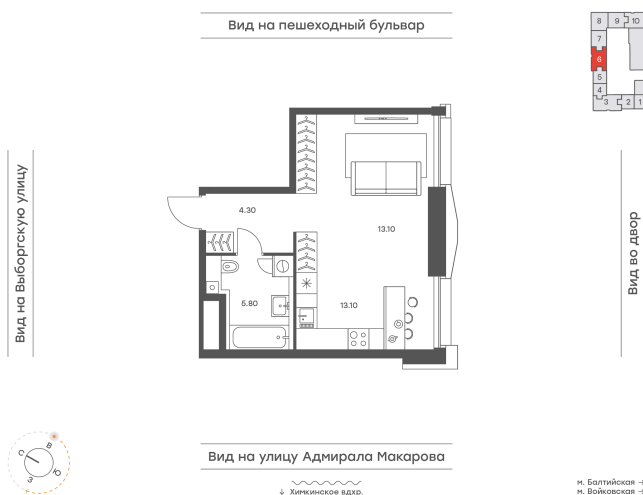 Вид на пешеходный бульвар
8 9 10
7
6
5
4
3 2 1
Вид на Выборгскую улицу
Вид во двор
4.30
13.10
5.80
13.10
Вид на улицу Адмирала Макарова
С В
З Ю
↓ Химкинское вдхр.
м. Балтийская
м. Войковская